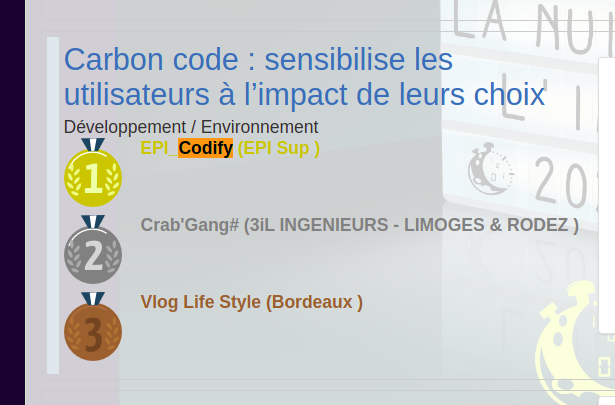 LA NUI
L'I
202
Carbon code : sensibilise les
utilisateurs à l’impact de leurs choix
Développement / Environnement
1 EPI_Codify (EPI Sup )
2 Crab'Gang# (3iL INGENIEURS - LIMOGES & RODEZ )
3 Vlog Life Style (Bordeaux )